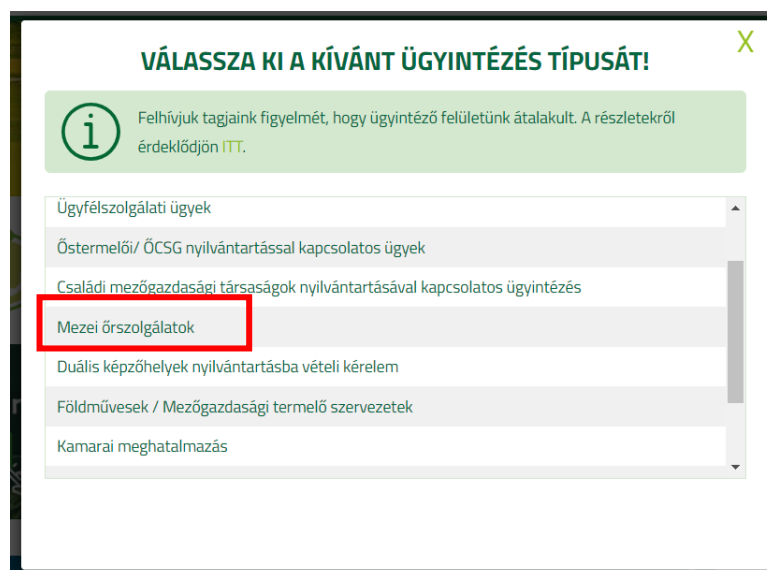 X
VÁLASSZA KI A KÍVÁNT ÜGYINTÉZÉS TÍPUSÁT!
Felhívjuk tagjaink figyelmét, hogy ügyintéző felületünk átalakult. A részletekről
érdeklődjön ITT.
Ügyfélszolgálati ügyek
Őstermelői/ ŐCSG nyilvántartással kapcsolatos ügyek
Családi mezőgazdasági társaságok nyilvántartásával kapcsolatos ügyintézés
Mezei őrszolgálatok
Duális képzőhelyek nyilvántartásba vételi kérelem
Földművesek / Mezőgazdasági termelő szervezetek
Kamarai meghatalmazás